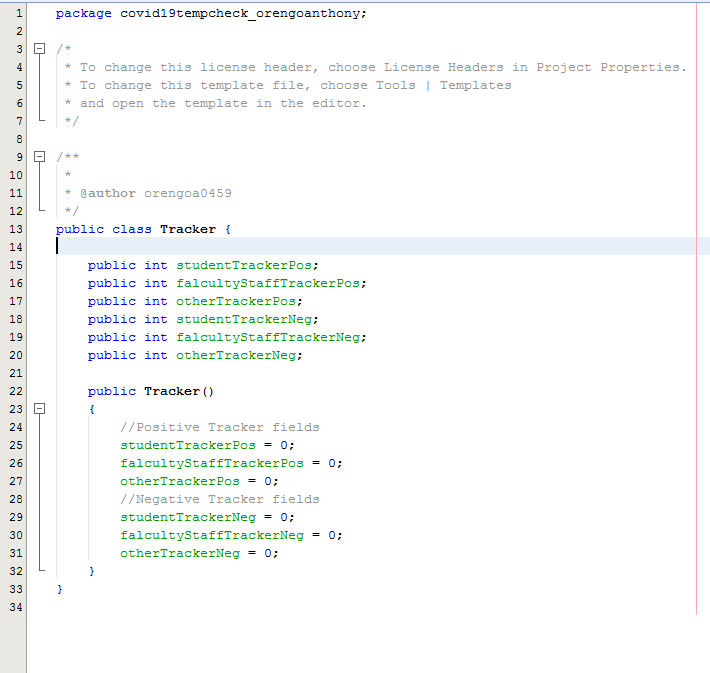 1 package covid19tempcheck_orengoanthony;
2
3 /*
4 * To change this license header, choose License Headers in Project Properties.
5 * To change this template file, choose Tools | Templates
6 * and open the template in the editor.
7 */
8
9 /**
10 *
11 * @author orengoa0459
12 */
13 public class Tracker {
14
15 public int studentTrackerPos;
16 public int falcultyStaffTrackerPos;
17 public int otherTrackerPos;
18 public int studentTrackerNeg;
19 public int falcultyStaffTrackerNeg;
20 public int otherTrackerNeg;
21
22 public Tracker()
23 {
24 //Positive Tracker fields
25 studentTrackerPos = 0;
26 falcultyStaffTrackerPos = 0;
27 otherTrackerPos = 0;
28 //Negative Tracker fields
29 studentTrackerNeg = 0;
30 falcultyStaffTrackerNeg = 0;
31 otherTrackerNeg = 0;
32 }
33 }
34